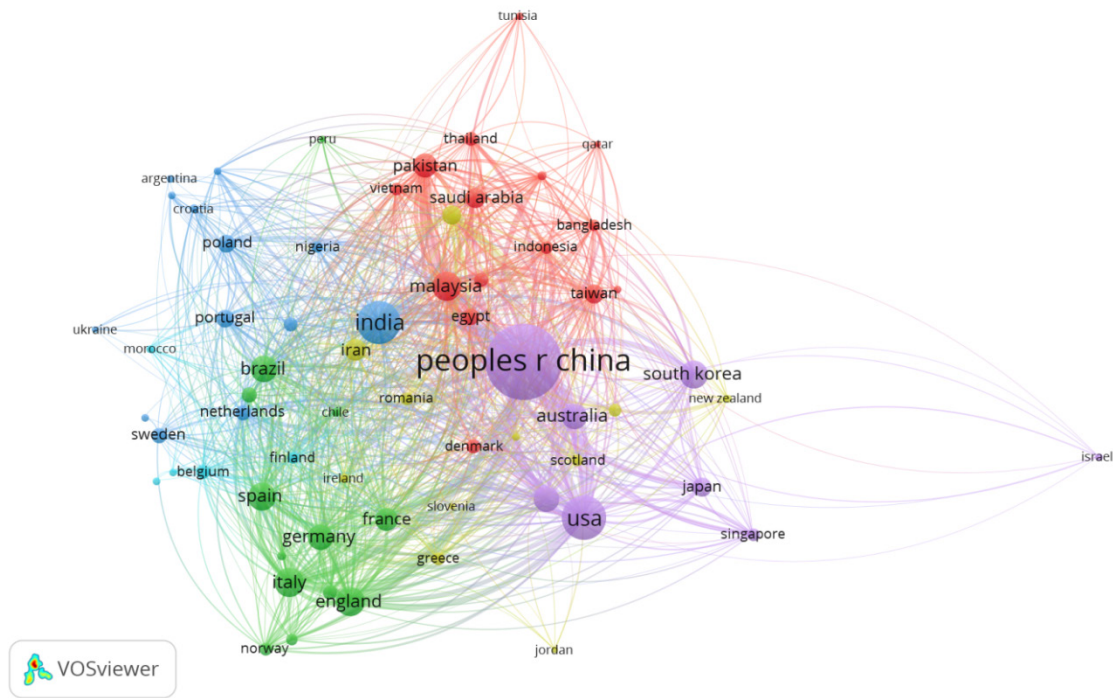 tunisia
peru
thailand
qatar
pakistan
argentina
vietnam
saudi arabia
croatia
bangladesh
poland
nigeria
indonesia
malaysia
taiwan
portugal
india
egypt
ukraine
morocco
iran
peoples r china
brazil
south korea
romania
new zealand
netherlands
chile
australia
sweden
denmark
israel
finland
scotland
belgium
ireland
japan
spain
slovenia
france
usa
germany
singapore
greece
italy
england
norway
jordan
VOSviewer